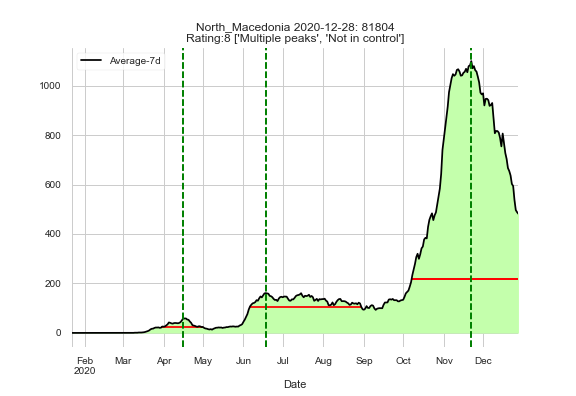 North_Macedonia 2020-12-28: 81804
Rating:8 ['Multiple peaks', 'Not in control']
Average-7d
1000
800
600
400
200
0
Feb Mar Apr May Jun Jul Aug Sep Oct Nov Dec
2020
Date